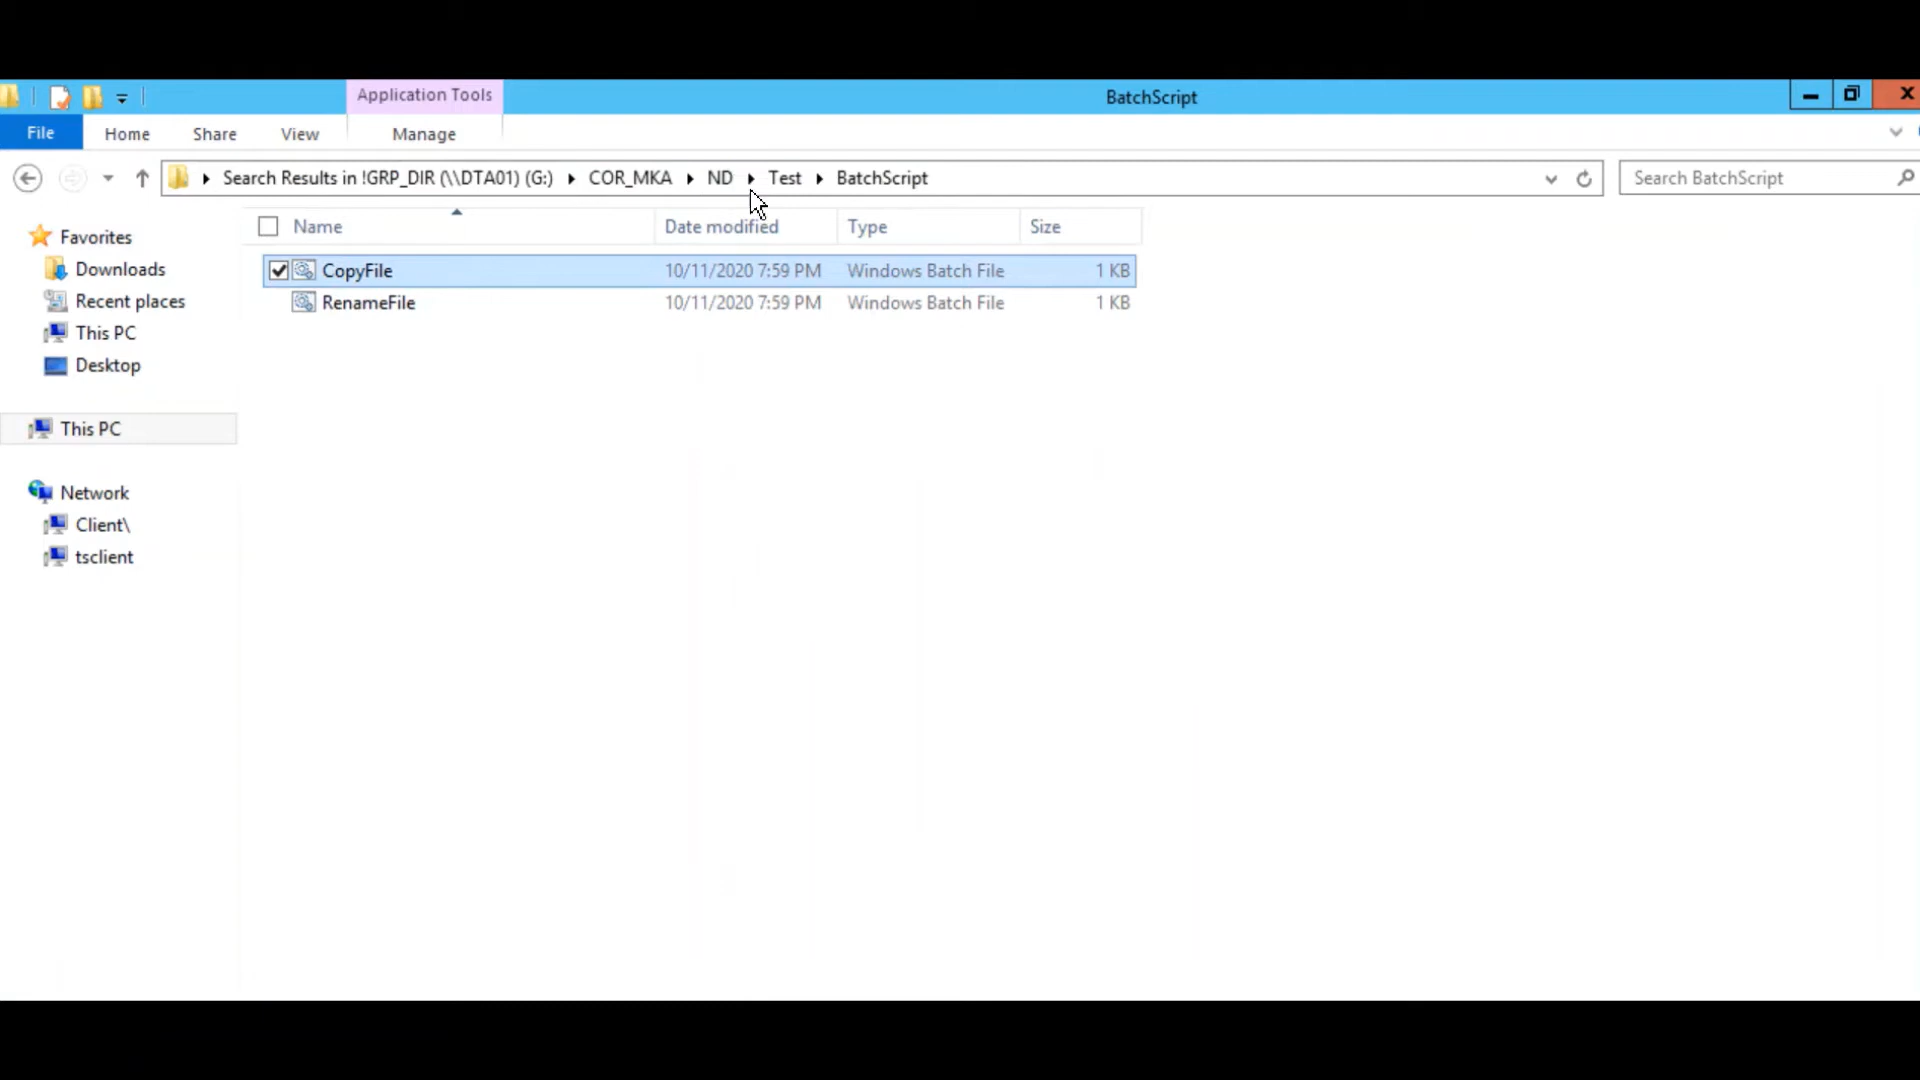 Application Tools
BatchScript
File Home Share View Manage
Search Results in !GRP_DIR (\\DTA01) (G:) COR_MKA ND Test BatchScript
Search BatchScript
Name Date modified Type Size
CopyFile 10/11/2020 7:59 PM Windows Batch File 1 KB
RenameFile 10/11/2020 7:59 PM Windows Batch File 1 KB
Favorites
Downloads
Recent places
This PC
Desktop
This PC
Network
Client\
tsclient